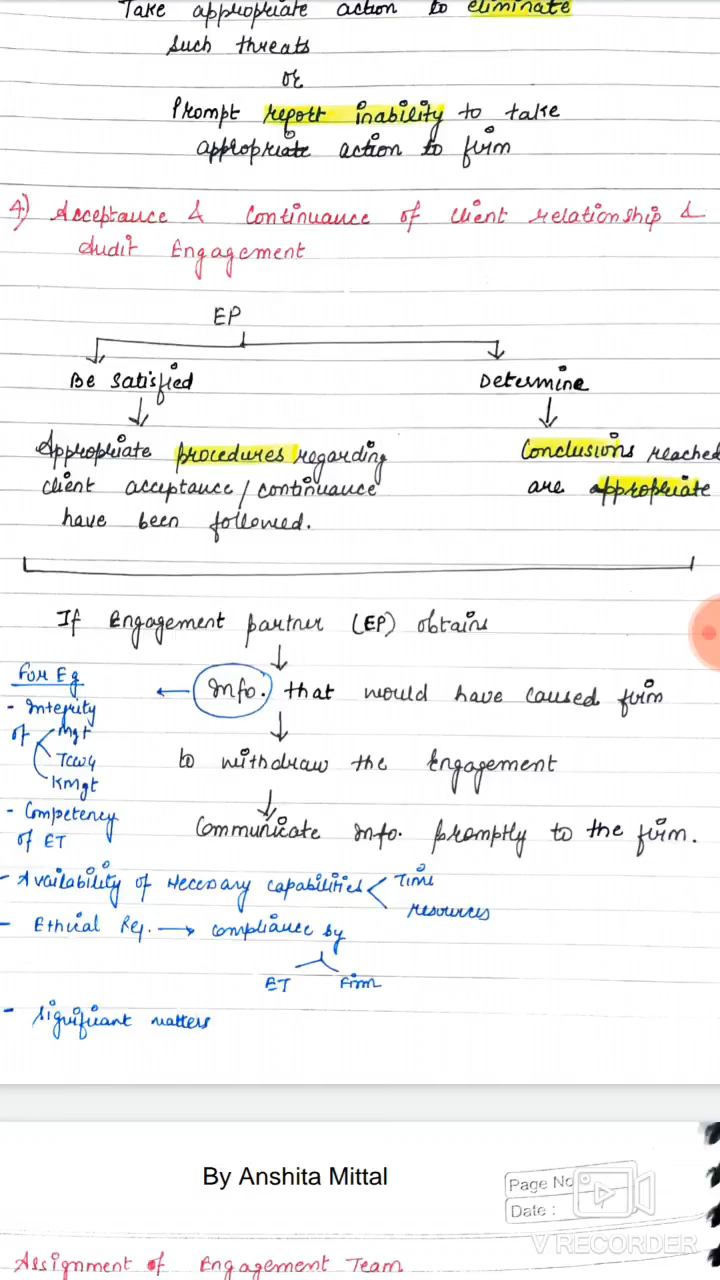 Take appropriate action to eliminate
such threats
or
Prompt report inability to take
appropriate action to firm
4) Acceptance & Continuance of client relationship &
Audit Engagement
EP
Be satisfied
Determine
Appropriate procedures regarding
client acceptance/continuance
have been followed.
Conclusions reached
are appropriate
If Engagement partner (EP) obtains
Info. that would have caused firm
to withdraw the Engagement
Communicate Info. promptly to the firm.
For Eg
- Integrity
of Mgt
TCWG
KMgt
- Competency
of ET
- Availability of Necessary capabilities < Time
resources
- Ethical Req. → compliance by
ET Firm
- Significant matters
By Anshita Mittal
Page No
Date :
V RECORDER
Assignment of Engagement Team